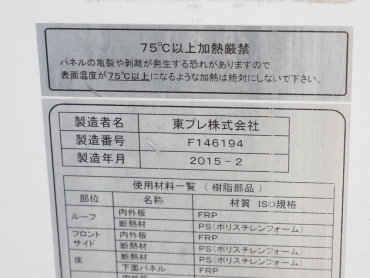 75℃以上加熱厳禁
パネルの亀裂や剥離が発生する恐れがありますので
表面温度が75℃以上になるような加熱は絶対にしないで下さい。
製造者名 東プレ株式会社
製造番号 F146194
製造年月 2015-2
使用材料一覧(樹脂部品)
部位 名称 材質 ISO規格
ルーフ 内外板 FRP
断熱材 PS(ポリスチレンフォーム)
フロント サイド 内外板 FRP
断熱材 PS(ポリスチレンフォーム)
床 断熱材 PS(ポリスチレンフォーム)
下面パネル FRP